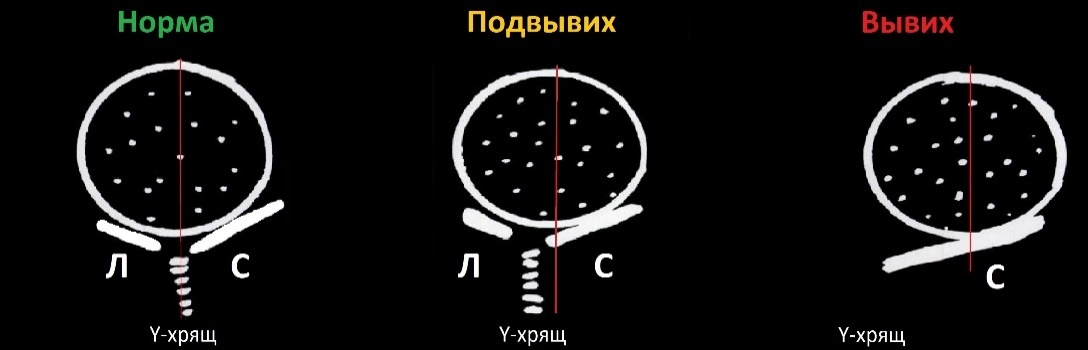 Норма Подвывих Вывих
Л С Л С С
Y-хрящ Y-хрящ Y-хрящ